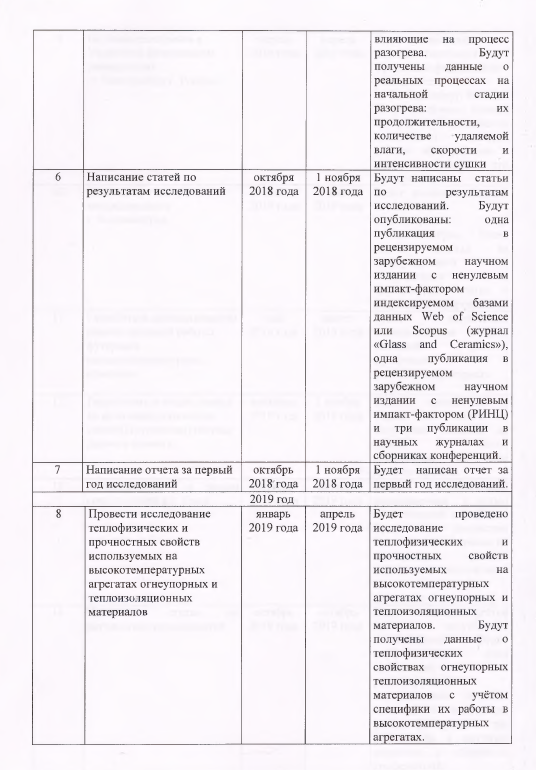 влияющие на процесс
разогрева. Будут
получены данные о
реальных процессах на
начальной стадии
разогрева: их
продолжительности,
количестве удаляемой
влаги, скорости и
интенсивности сушки
6
Написание статей по
результатам исследований
октября
2018 года
1 ноября
2018 года
Будут написаны статьи
по результатам
исследований. Будут
опубликованы: одна
публикация в
рецензируемом
зарубежном научном
издании с ненулевым
импакт-фактором
индексируемом базами
данных Web of Science
или Scopus (журнал
«Glass and Ceramics»),
одна публикация в
рецензируемом
зарубежном научном
издании с ненулевым
импакт-фактором (РИНЦ)
и три публикации в
научных журналах и
сборниках конференций.
7
Написание отчета за первый
год исследований
октябрь
2018 года
1 ноября
2018 года
Будет написан отчет за
первый год исследований.
2019 год
8
Провести исследование
теплофизических и
прочностных свойств
используемых на
высокотемпературных
агрегатах огнеупорных и
теплоизоляционных
материалов
январь
2019 года
апрель
2019 года
Будет проведено
исследование
теплофизических и
прочностных свойств
используемых на
высокотемпературных
агрегатах огнеупорных и
теплоизоляционных
материалов. Будут
получены данные о
теплофизических
свойствах огнеупорных
теплоизоляционных
материалов с учётом
специфики их работы в
высокотемпературных
агрегатах.